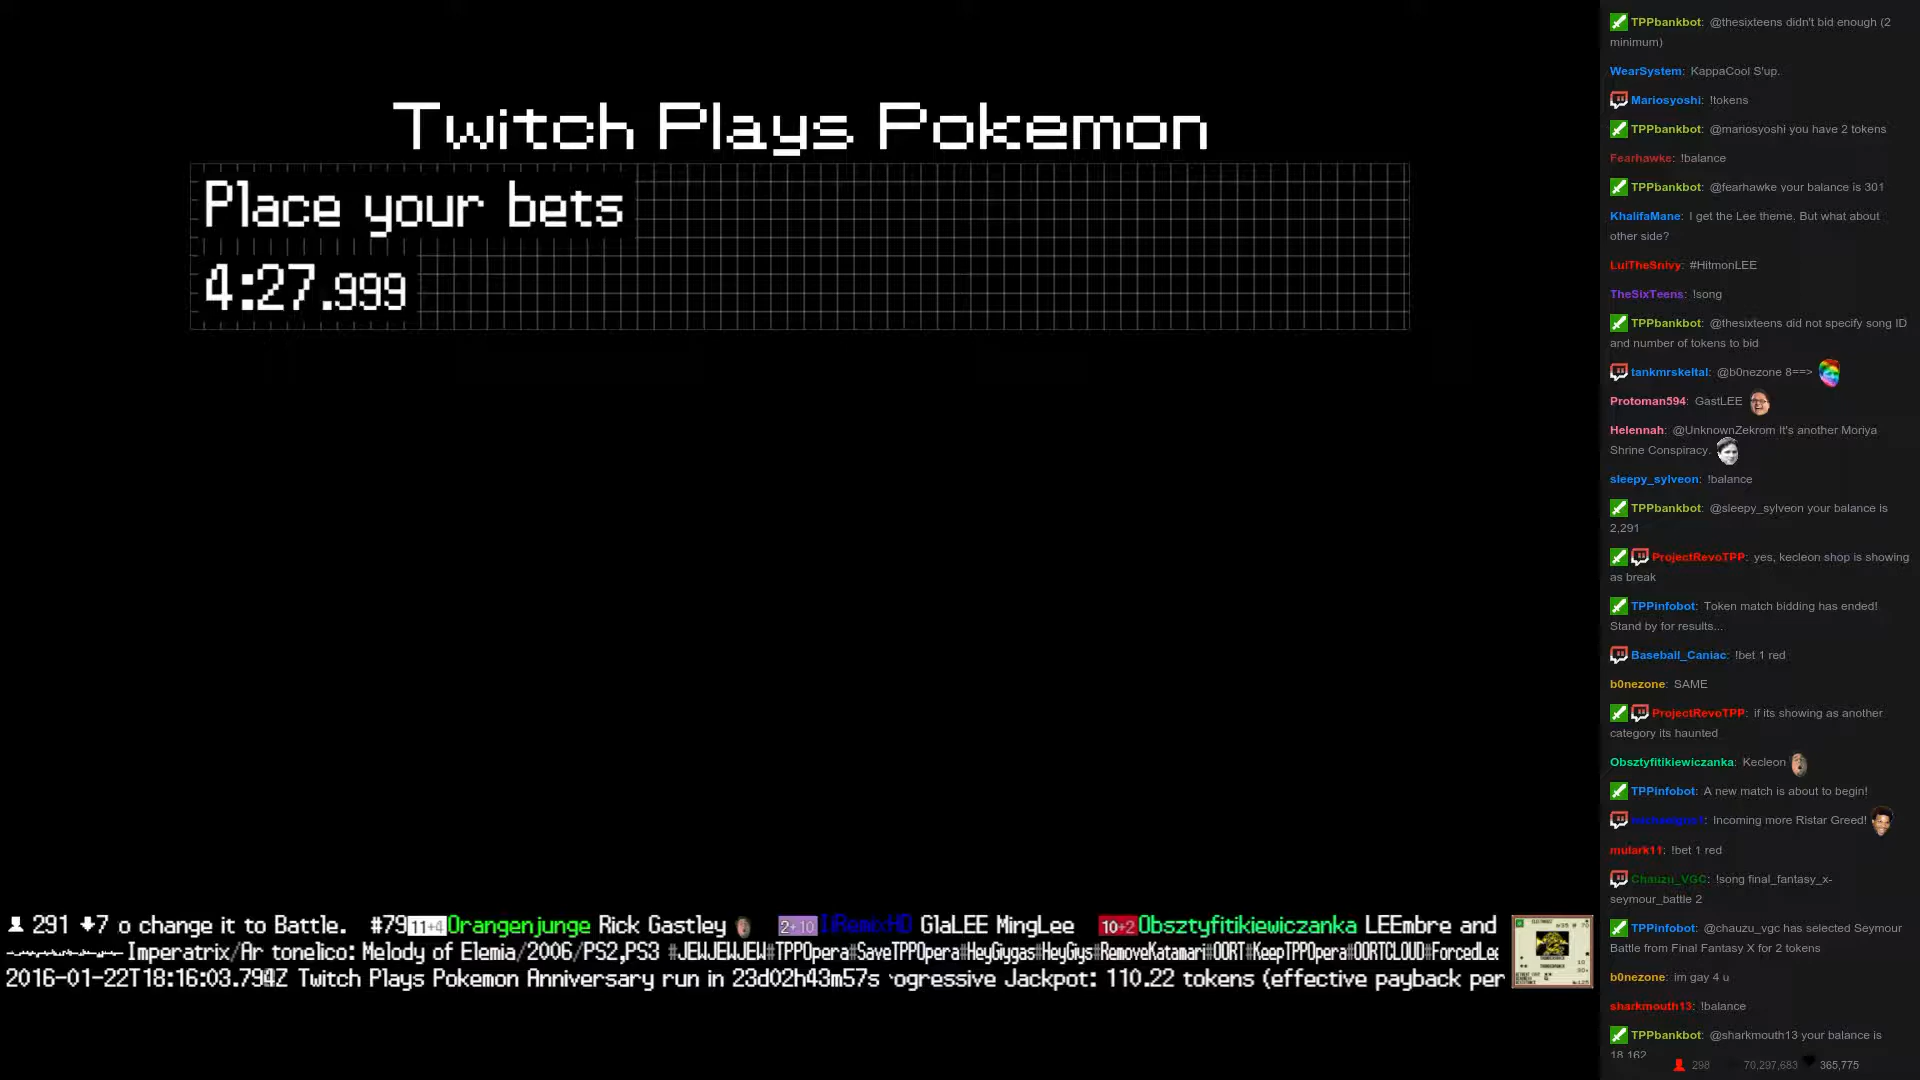 Twitch Plays Pokemon
Place your bets
4:27.999
291 7 o change it to Battle. #79 11+4 Orangenjunge Rick Gastley 2+10 iRemixHD GlaLEE MingLee 10+2 Obsztyfitikiewiczanka LEEmbre and
Imperatrix/Ar tonelico: Melody of Elemia/2006/PS2,PS3 #JEWJEWJEW#TPPOpera#SaveTPPOpera#HeyGiygas#HeyGiys#RemoveKatamari#OORT#KeepTPPOpera#OORTCLOUD#ForcedLee
2016-01-22T18:16:03.794Z Twitch Plays Pokemon Anniversary run in 23d02h43m57s rogressive Jackpot: 110.22 tokens (effective payback per
TPPbankbot: @thesixteens didn't bid enough (2
minimum)
WearSystem: KappaCool S'up.
Mariosyoshi: !tokens
TPPbankbot: @mariosyoshi you have 2 tokens
Fearhawke: !balance
TPPbankbot: @fearhawke your balance is 301
KhalifaMane: I get the Lee theme. But what about
other side?
LuiTheSnivy: #HitmonLEE
TheSixTeens: !song
TPPbankbot: @thesixteens did not specify song ID
and number of tokens to bid
tankmrskeltal: @b0nezone 8==>
Protoman594: GastLEE
Helennah: @UnknownZekrom It's another Moriya
Shrine Conspiracy.
sleepy_sylveon: !balance
TPPbankbot: @sleepy_sylveon your balance is
2,291
ProjectRevoTPP: yes, kecleon shop is showing
as break
TPPinfobot: Token match bidding has ended!
Stand by for results...
Baseball_Caniac: !bet 1 red
b0nezone: SAME
ProjectRevoTPP: if its showing as another
category its haunted
Obsztyfitikiewiczanka: Kecleon
TPPinfobot: A new match is about to begin!
: Incoming more Ristar Greed!
mulark11: !bet 1 red
Chauzu_VGC: !song final_fantasy_x-
seymour_battle 2
TPPinfobot: @chauzu_vgc has selected Seymour
Battle from Final Fantasy X for 2 tokens
b0nezone: im gay 4 u
sharkmouth13: !balance
TPPbankbot: @sharkmouth13 your balance is
18,162
298 70,297,683 365,775